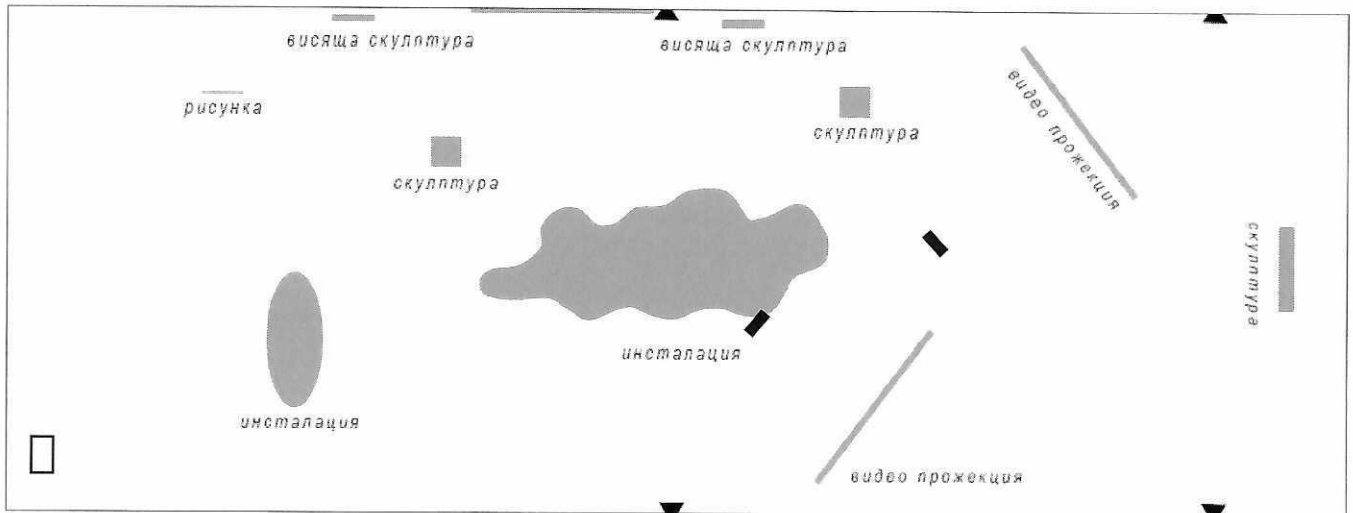 висяща скулптура
висяща скулптура
рисунка
скулптура
скулптура
видео прожекция
скулптура
инсталация
инсталация
видео прожекция